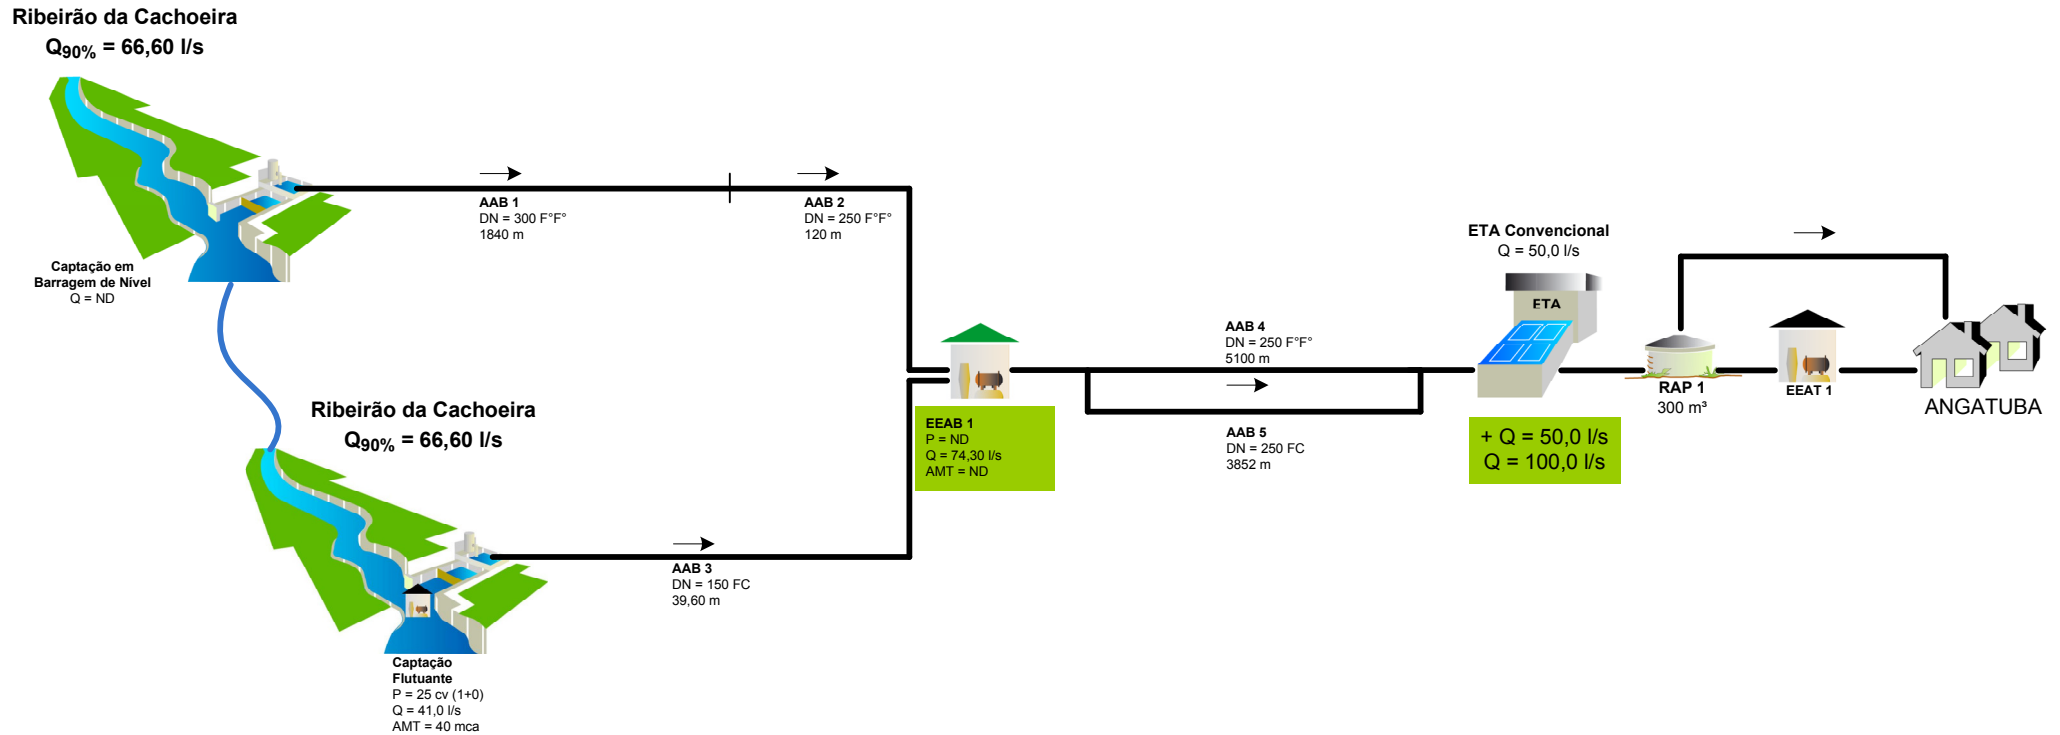 Ribeirão da Cachoeira
Q90% = 66,60 l/s
Captação em
Barragem de Nível
Q = ND
AAB 1
DN = 300 F°F°
1840 m
AAB 2
DN = 250 F°F°
120 m
Ribeirão da Cachoeira
Q90% = 66,60 l/s
Captação
Flutuante
P = 25 cv (1+0)
Q = 41,0 l/s
AMT = 40 mca
AAB 3
DN = 150 FC
39,60 m
EEAB 1
P = ND
Q = 74,30 l/s
AMT = ND
AAB 4
DN = 250 F°F°
5100 m
AAB 5
DN = 250 FC
3852 m
ETA Convencional
Q = 50,0 l/s
ETA
+ Q = 50,0 l/s
Q = 100,0 l/s
RAP 1
300 m³
EEAT 1
ANGATUBA